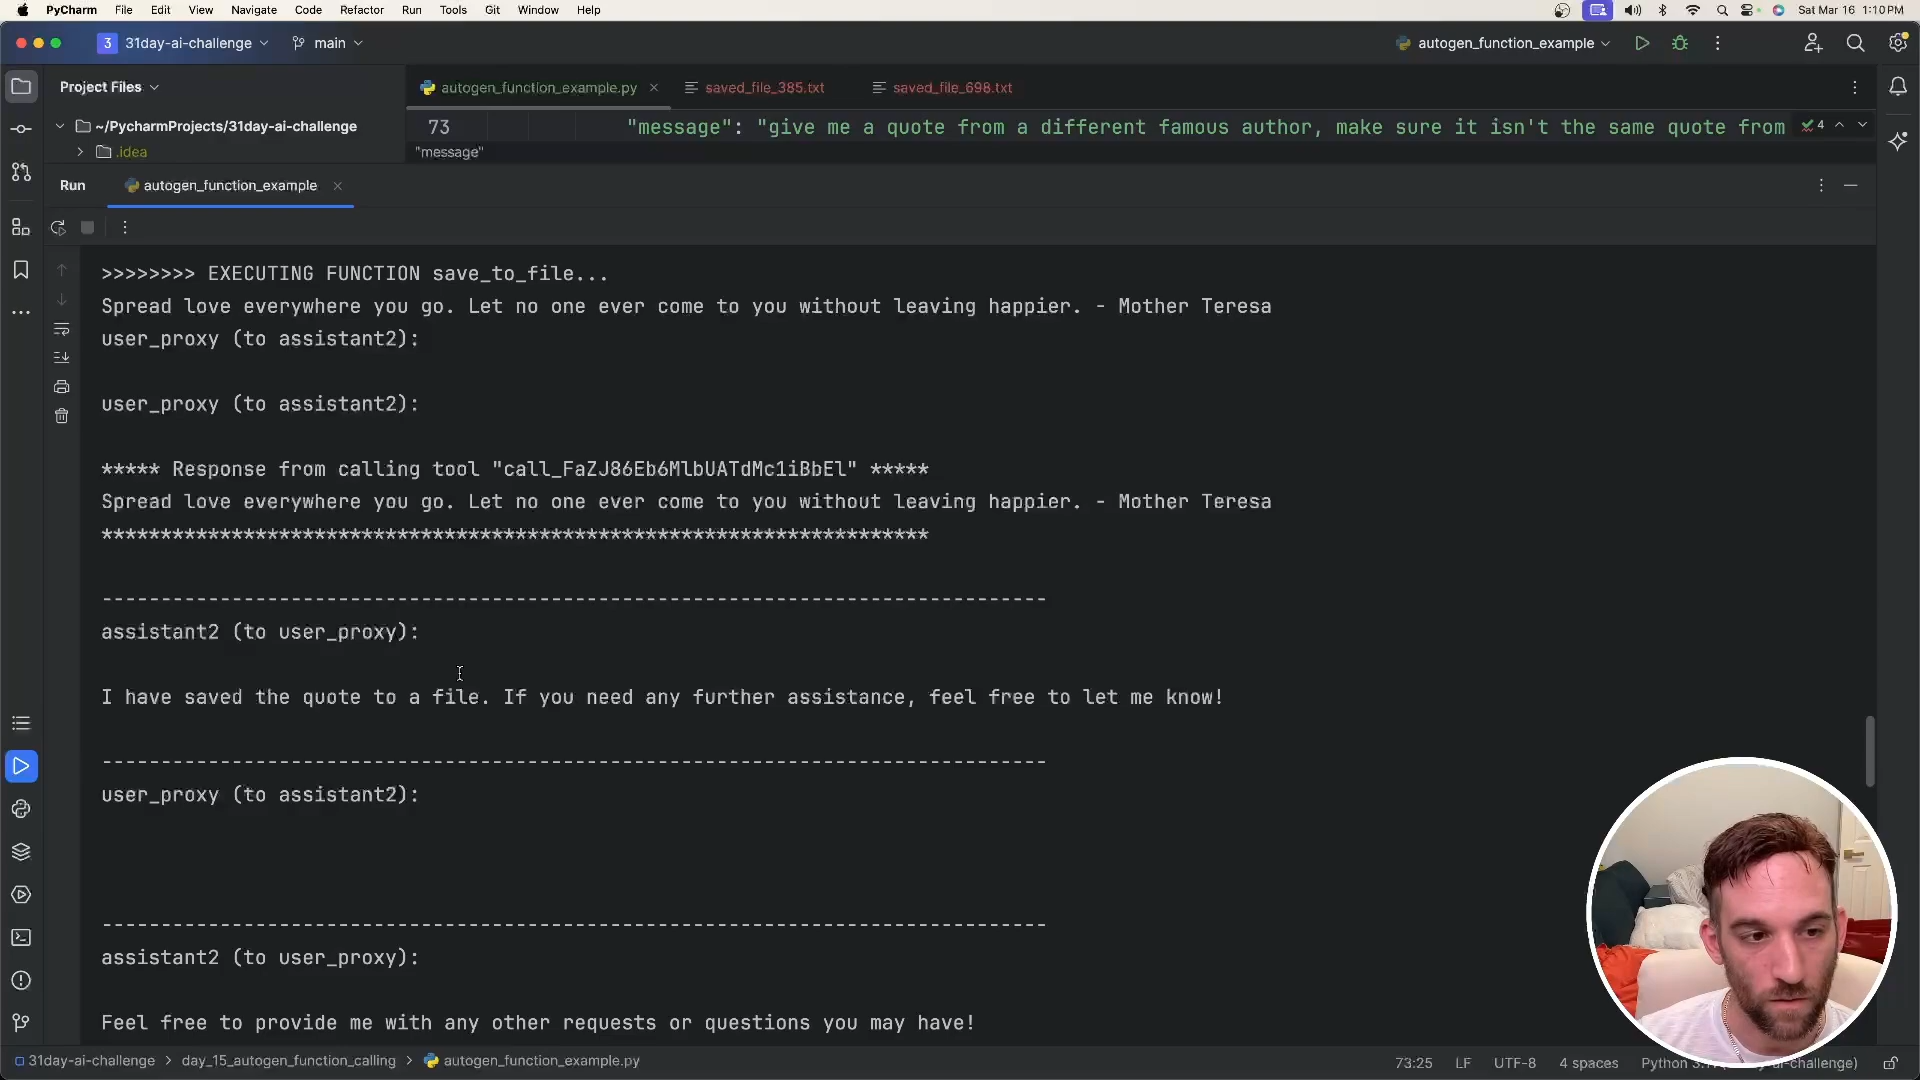 PyCharm File Edit View Navigate Code Refactor Run Tools Git Window Help Sat Mar 16 1:10 PM
3 31day-ai-challenge main autogen_function_example
Project Files autogen_function_example.py saved_file_385.txt saved_file_698.txt
~/PycharmProjects/31day-ai-challenge 73 "message": "give me a quote from a different famous author, make sure it isn't the same quote from 4
.idea "message"
Run autogen_function_example
>>>>>>>> EXECUTING FUNCTION save_to_file...
Spread love everywhere you go. Let no one ever come to you without leaving happier. - Mother Teresa
user_proxy (to assistant2):
user_proxy (to assistant2):
***** Response from calling tool "call_FaZJ86Eb6MlbUATdMc1iBbEl" *****
Spread love everywhere you go. Let no one ever come to you without leaving happier. - Mother Teresa
**********************************************************************
--------------------------------------------------------------------------------
assistant2 (to user_proxy):
I have saved the quote to a file. If you need any further assistance, feel free to let me know!
--------------------------------------------------------------------------------
user_proxy (to assistant2):
--------------------------------------------------------------------------------
assistant2 (to user_proxy):
Feel free to provide me with any other requests or questions you may have!
31day-ai-challenge > day_15_autogen_function_calling > autogen_function_example.py 73:25 LF UTF-8 4 spaces Python -challenge)